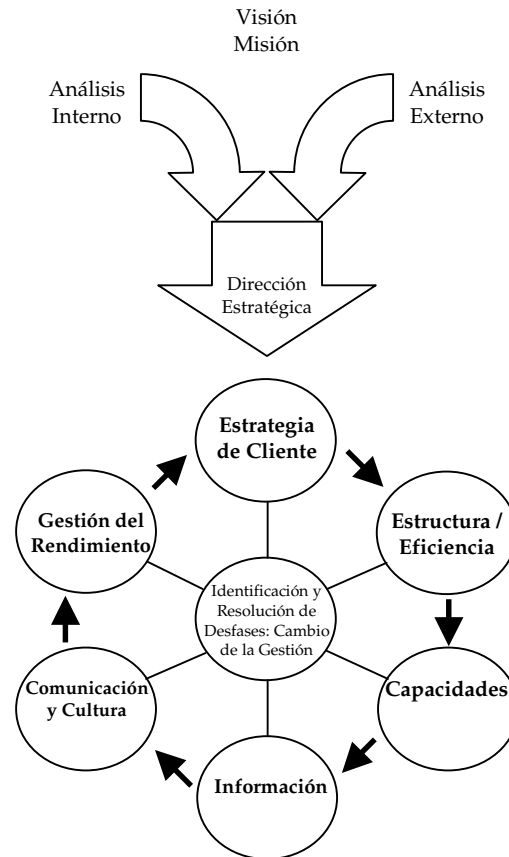 Visión
Misión
Análisis
Interno
Análisis
Externo
Dirección
Estratégica
Estrategia
de Cliente
Gestión del
Rendimiento
Estructura /
Eficiencia
Identificación y
Resolución de
Desfases: Cambio
de la Gestión
Comunicación
y Cultura
Capacidades
Información